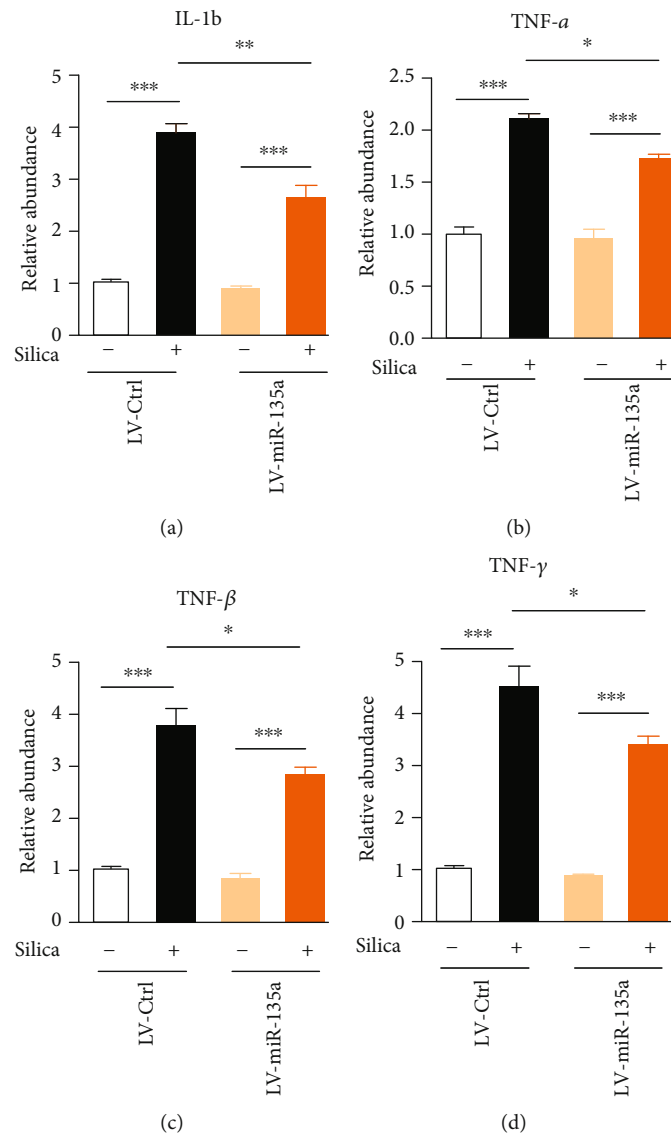 IL-1b
**
***
***
Relative abundance
5
4
3
2
1
0
Silica
− + − +
LV-Ctrl
LV-miR-135a
(a)
TNF-α
*
***
***
Relative abundance
2.5
2.0
1.5
1.0
0.5
0.0
Silica
− + − +
LV-Ctrl
LV-miR-135a
(b)
TNF-β
*
***
***
Relative abundance
5
4
3
2
1
0
Silica
− + − +
LV-Ctrl
LV-miR-135a
(c)
TNF-γ
*
***
***
Relative abundance
5
4
3
2
1
0
Silica
− + − +
LV-Ctrl
LV-miR-135a
(d)